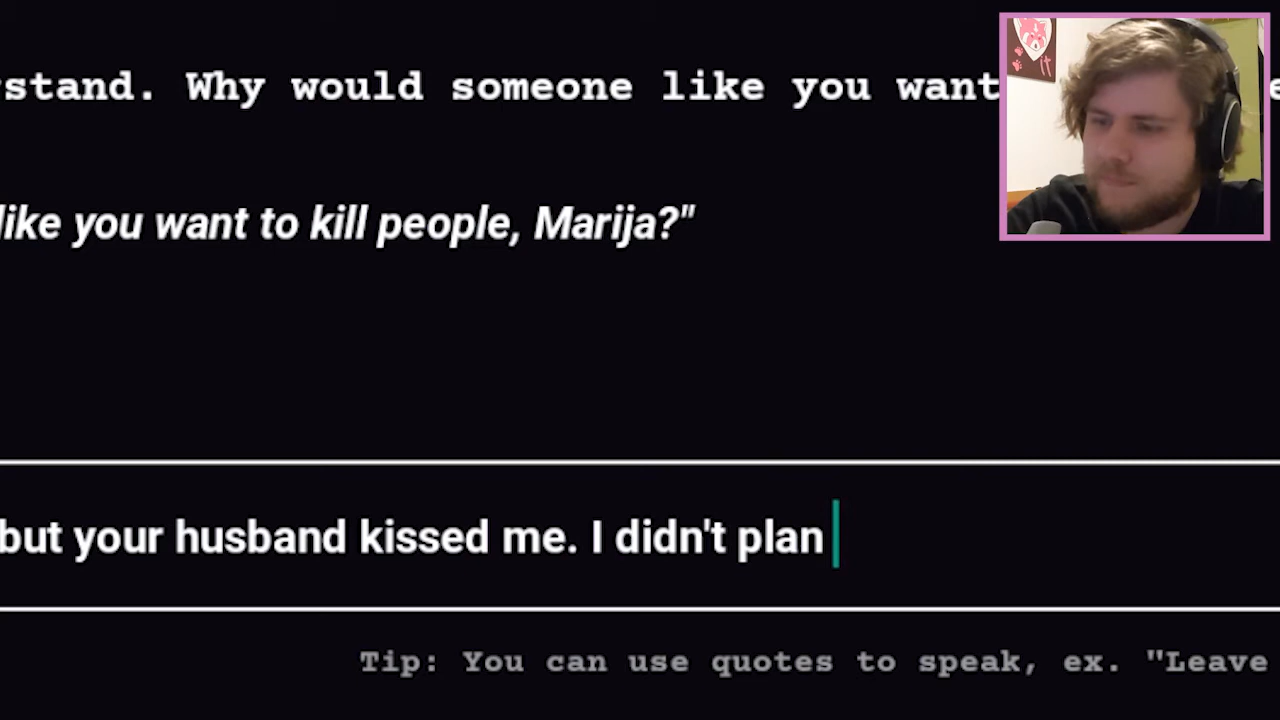 rstand. Why would someone like you want
like you want to kill people, Marija?"
but your husband kissed me. I didn't plan
Tip: You can use quotes to speak, ex. "Leave